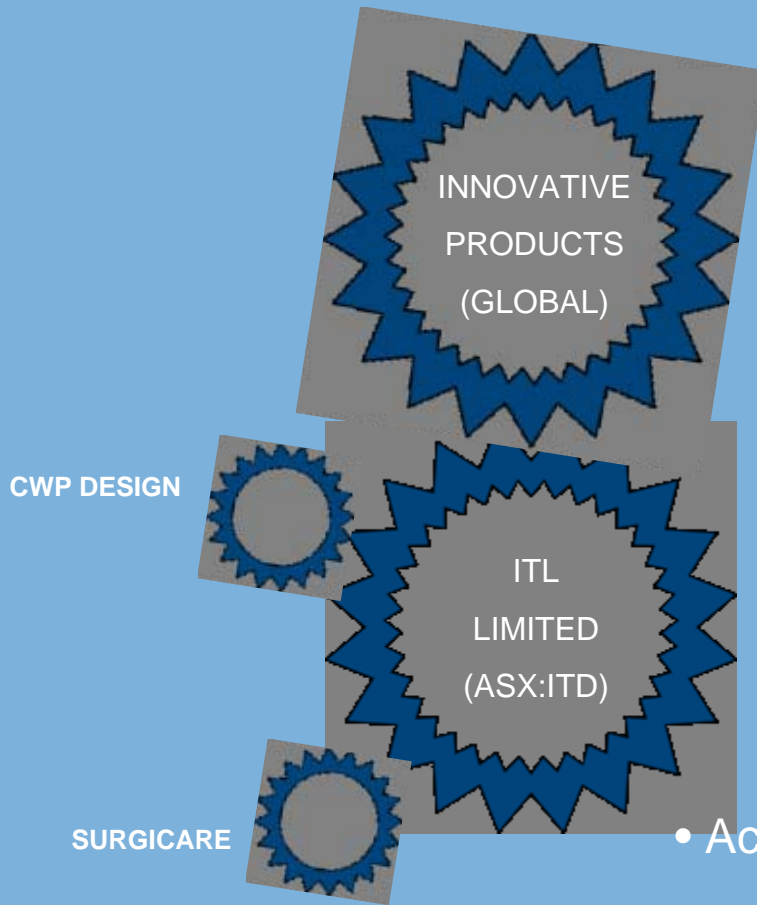 INNOVATIVE
PRODUCTS
(GLOBAL)
CWP DESIGN
ITL
LIMITED
(ASX:ITD)
SURGICARE